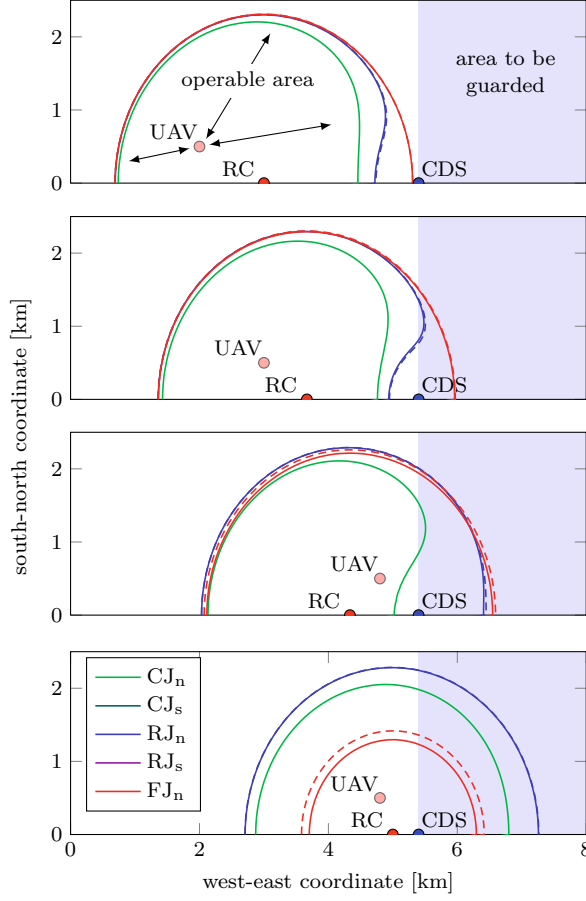 2
area to be
guarded
operable area
1
UAV
RC
CDS
0
2
1
UAV
RC
CDS
0
south-north coordinate [km]
2
1
UAV
RC
CDS
0
2
CJn
CJs
RJn
RJs
FJn
1
UAV
RC
CDS
0
0
2
4
6
8
west-east coordinate [km]